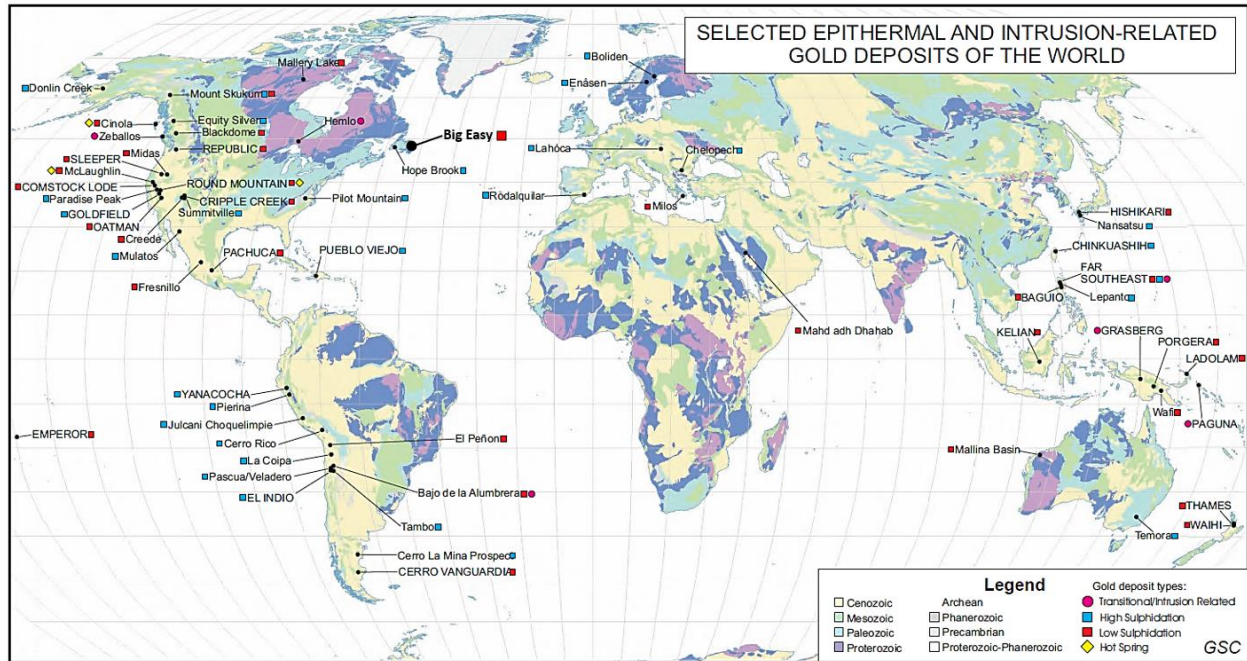 SELECTED EPITHERMAL AND INTRUSION-RELATED
GOLD DEPOSITS OF THE WORLD
Donlin Creek
Mallery Lake
Mount Skukum
Equity Silver
Cinola
Blackdome
Zeballos
REPUBLIC
Hemlo
Big Easy
Hope Brook
Midas
SLEEPER
McLaughlin
ROUND MOUNTAIN
COMSTOCK LODE
CRIPPLE CREEK
Paradise Peak
Summitville
Pilot Mountain
GOLDFIELD
OATMAN
Creede
Mulatos
PACHUCA
PUEBLO VIEJO
Fresnillo
Boliden
Enåsen
Lahoca
Chelopech
Rodalquilar
Milos
Mahd adh Dhahab
HISHIKARI
Nansatsu
CHINKUASHIH
FAR
SOUTHEAST
BAGUIO
Lepanto
KELIAN
GRASBERG
PORGERA
LADOLAM
Wafi
PAGUNA
YANACOCHA
Pierina
Julcani Choquelimpie
EMPEROR
Cerro Rico
El Peñon
La Coipa
Pascua/Veladero
EL INDIO
Bajo de la Alumbrera
Tambo
Cerro La Mina Prospec
CERRO VANGUARDIA
Mallina Basin
THAMES
WAIHI
Temora
Legend
Cenozoic
Mesozoic
Paleozoic
Proterozoic
Archean
Phanerozoic
Precambrian
Proterozoic-Phanerozoic
Gold deposit types:
Transitional/Intrusion Related
High Sulphidation
Low Sulphidation
Hot Spring
GSC